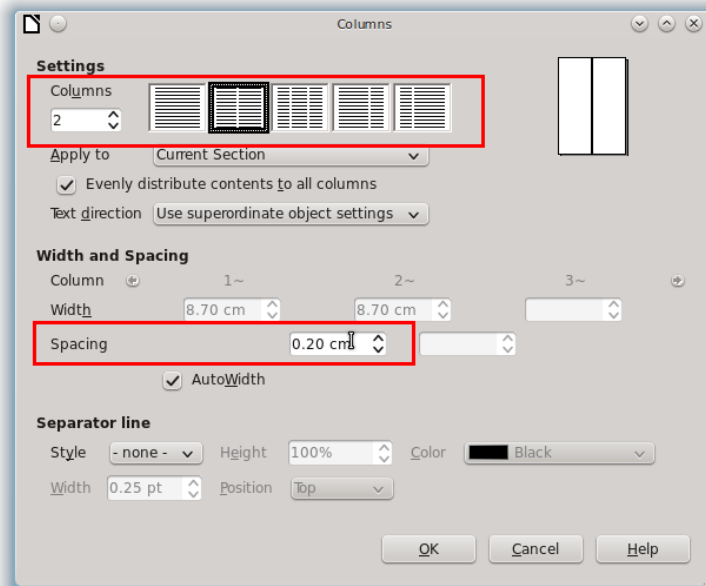 Columns
Settings
Columns
2
Apply to Current Section
Evenly distribute contents to all columns
Text direction Use superordinate object settings
Width and Spacing
Column 1~ 2~ 3~
Width 8.70 cm 8.70 cm
Spacing 0.20 cm
AutoWidth
Separator line
Style - none - Height 100% Color Black
Width 0.25 pt Position Top
OK Cancel Help